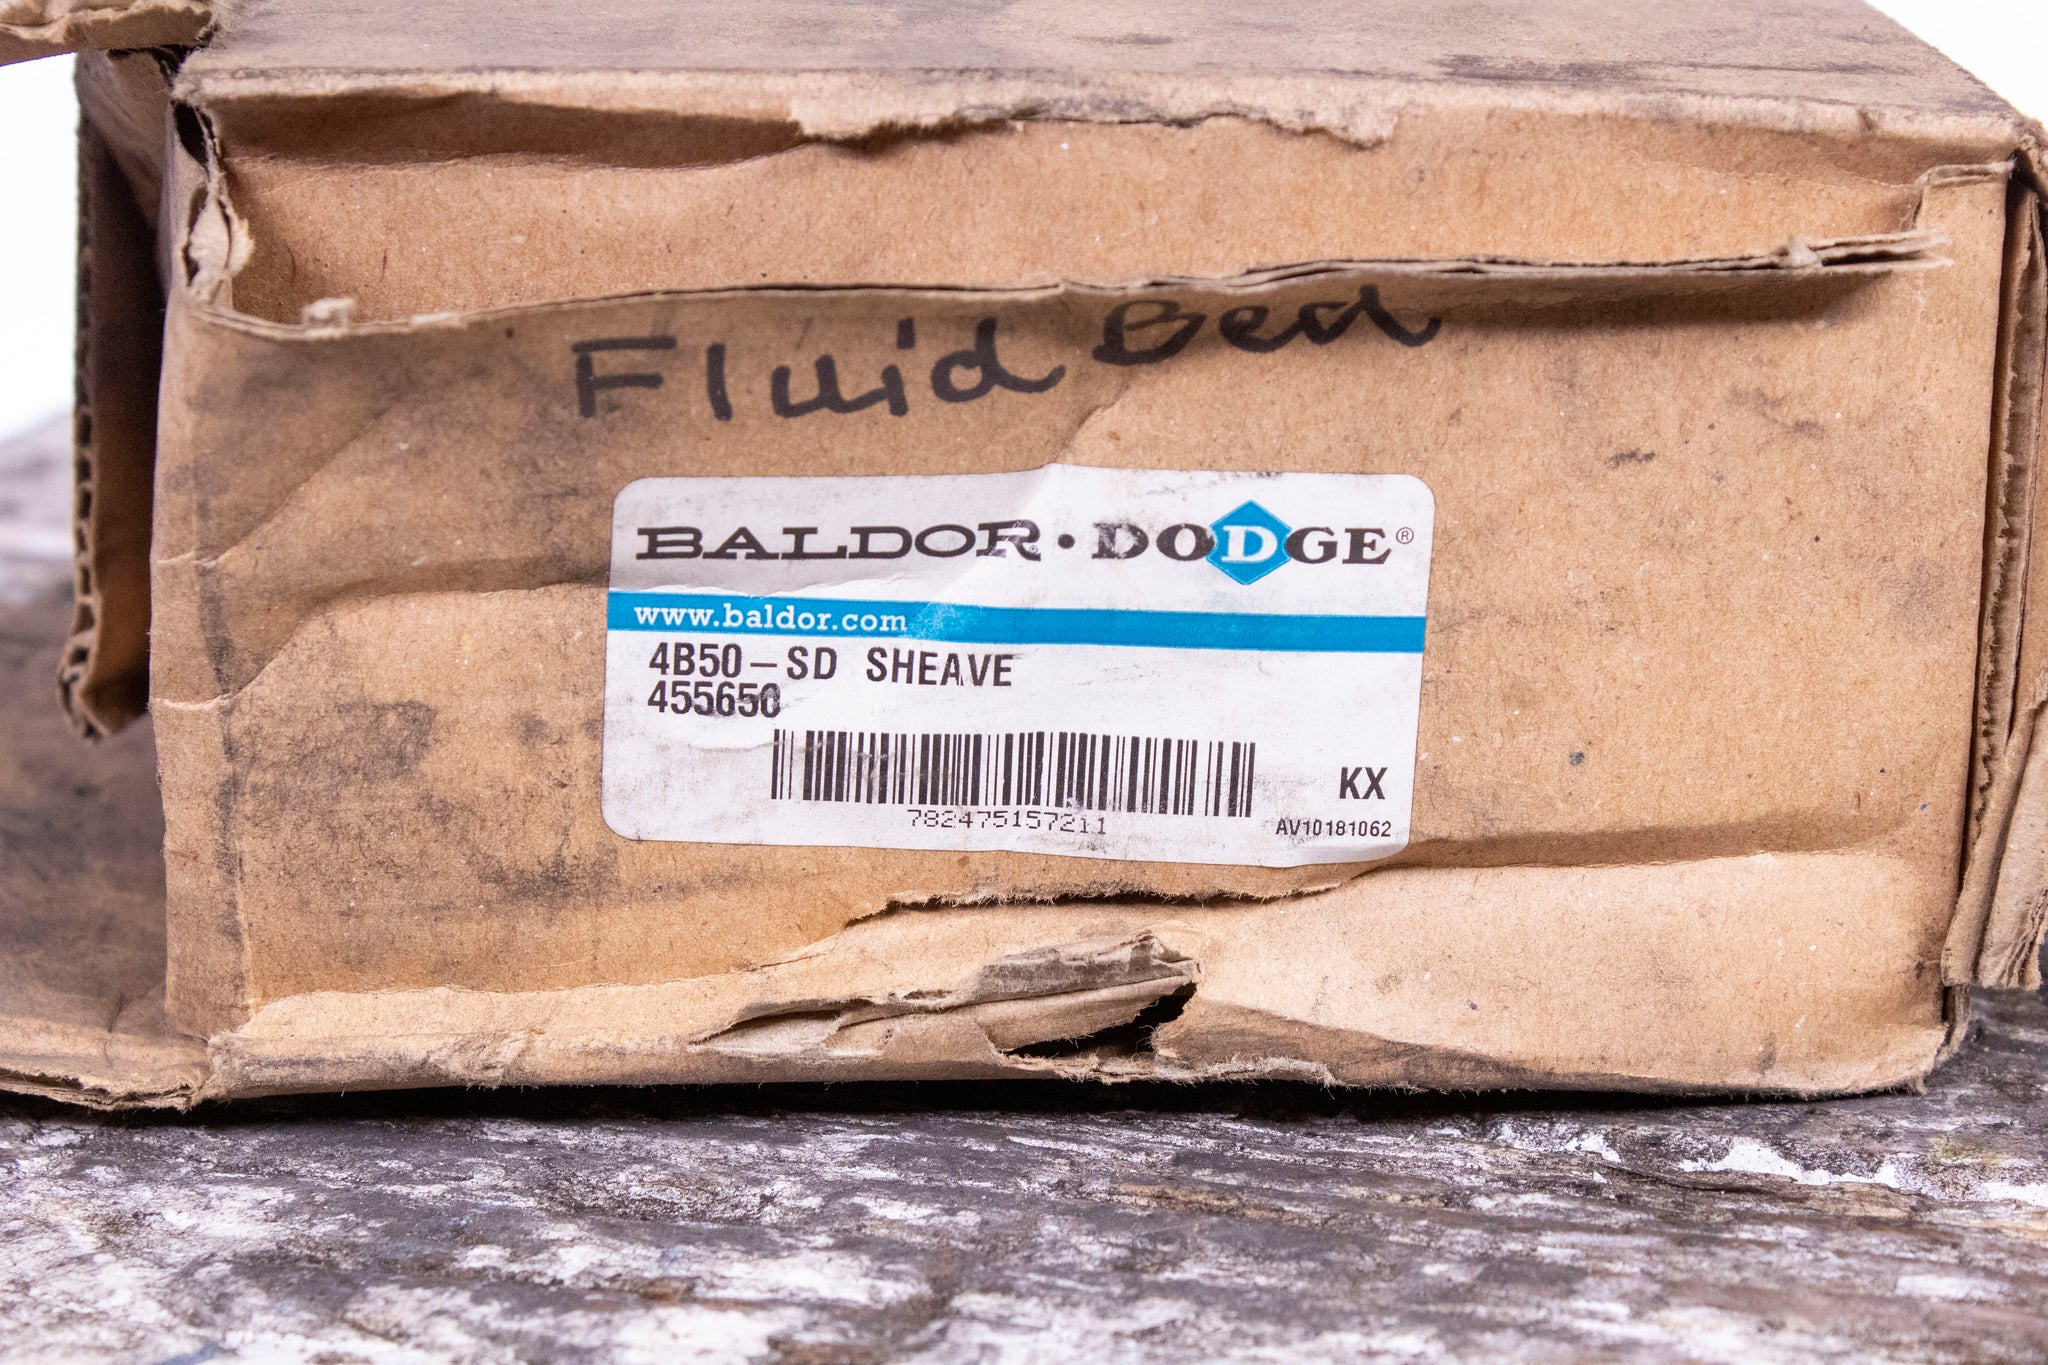 Fluid Bed
BALDOR® • DODGE®
www.baldor.com
4B50-SD SHEAVE
455650
KX
782475157211
AV10181062